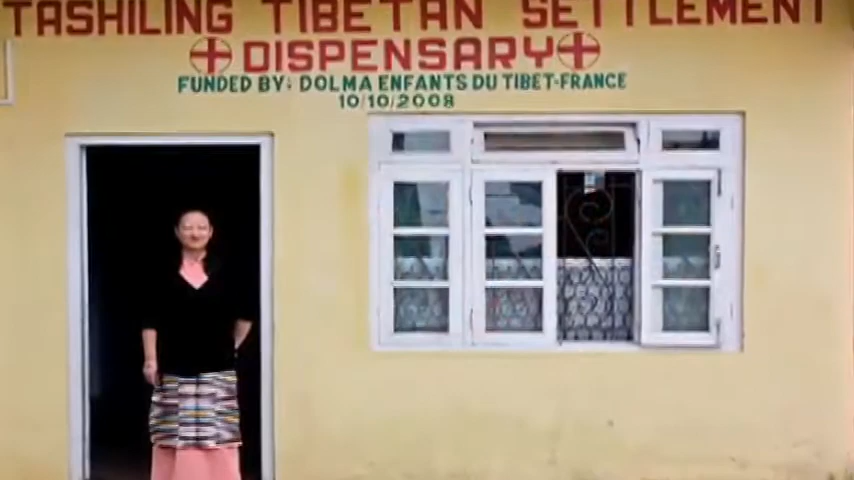 TASHILING TIBETAN SETTLEMENT
DISPENSARY
FUNDED BY: DOLMA ENFANTS DU TIBET-FRANCE
10/10/2008